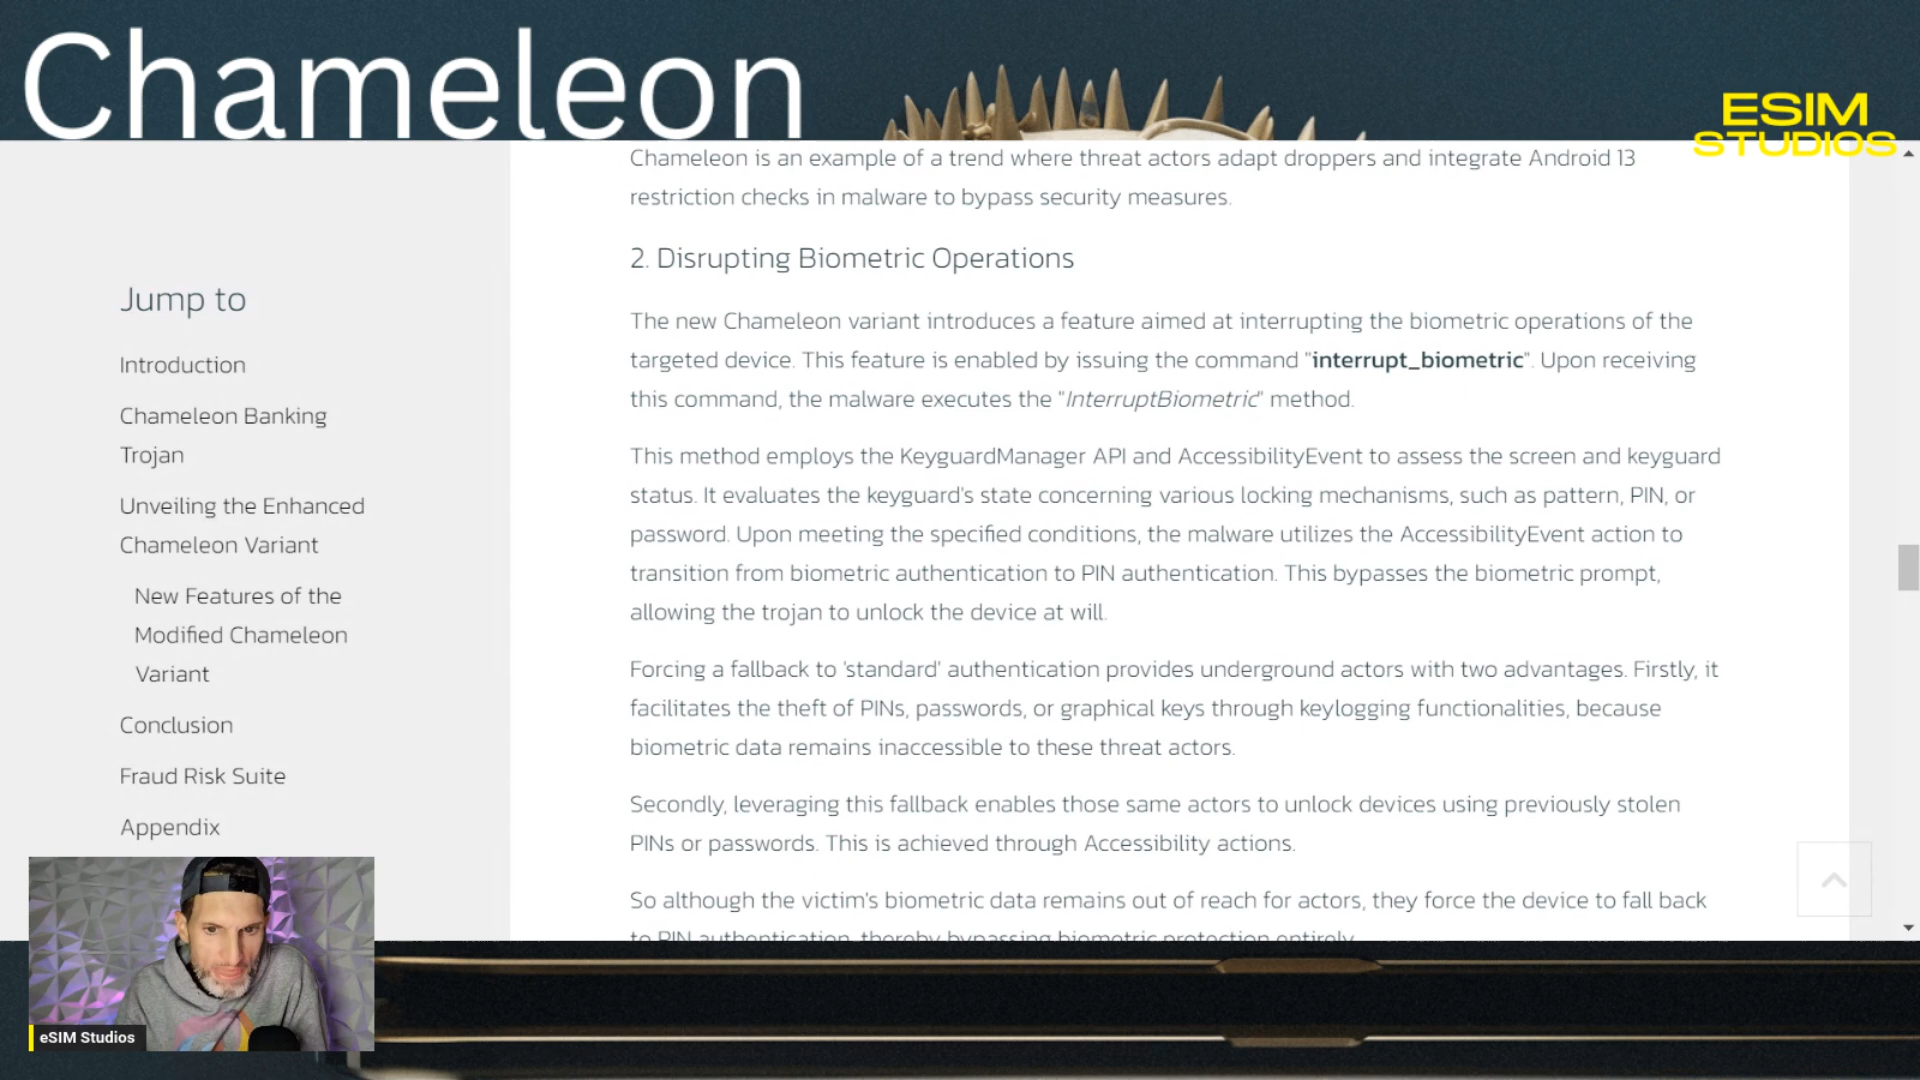 Chameleon
ESIM
STUDIOS
Chameleon is an example of a trend where threat actors adapt droppers and integrate Android 13
restriction checks in malware to bypass security measures.
2. Disrupting Biometric Operations
The new Chameleon variant introduces a feature aimed at interrupting the biometric operations of the
targeted device. This feature is enabled by issuing the command "interrupt_biometric". Upon receiving
this command, the malware executes the "InterruptBiometric" method.
This method employs the KeyguardManager API and AccessibilityEvent to assess the screen and keyguard
status. It evaluates the keyguard's state concerning various locking mechanisms, such as pattern, PIN, or
password. Upon meeting the specified conditions, the malware utilizes the AccessibilityEvent action to
transition from biometric authentication to PIN authentication. This bypasses the biometric prompt,
allowing the trojan to unlock the device at will.
Forcing a fallback to 'standard' authentication provides underground actors with two advantages. Firstly, it
facilitates the theft of PINs, passwords, or graphical keys through keylogging functionalities, because
biometric data remains inaccessible to these threat actors.
Secondly, leveraging this fallback enables those same actors to unlock devices using previously stolen
PINs or passwords. This is achieved through Accessibility actions.
So although the victim's biometric data remains out of reach for actors, they force the device to fall back
to PIN authentication, thereby bypassing biometric protection entirely.
Jump to
Introduction
Chameleon Banking
Trojan
Unveiling the Enhanced
Chameleon Variant
New Features of the
Modified Chameleon
Variant
Conclusion
Fraud Risk Suite
Appendix
eSIM Studios